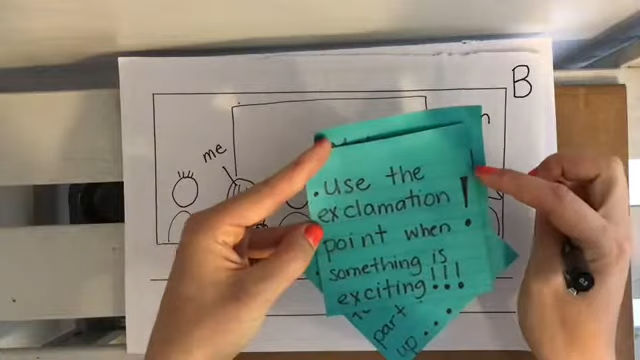 B
me
n
.Use the
exclamation !
point when
something is
exciting!!!
part
up...